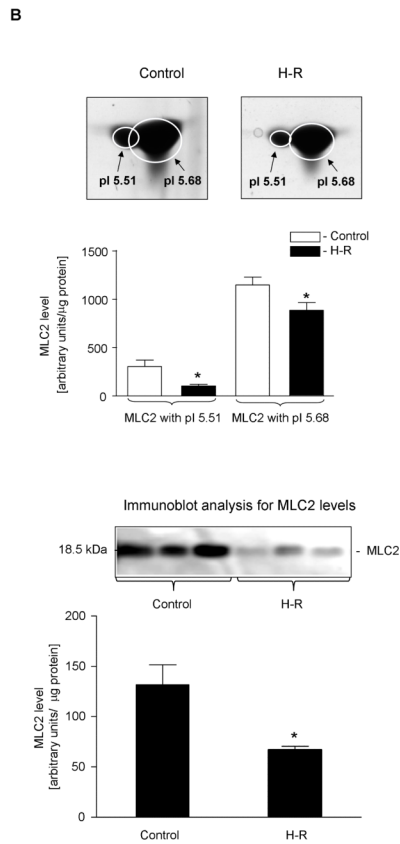 B
Control H-R
pI 5.51 pI 5.68 pI 5.51 pI 5.68
- Control
- H-R
MLC2 level
[arbitrary units/µg protein]
1500
1000
500
0
*
*
MLC2 with pI 5.51 MLC2 with pI 5.68
Immunoblot analysis for MLC2 levels
18.5 kDa - MLC2
Control H-R
MLC2 level
[arbitrary units/ µg protein]
200
150
100
50
0
*
Control H-R